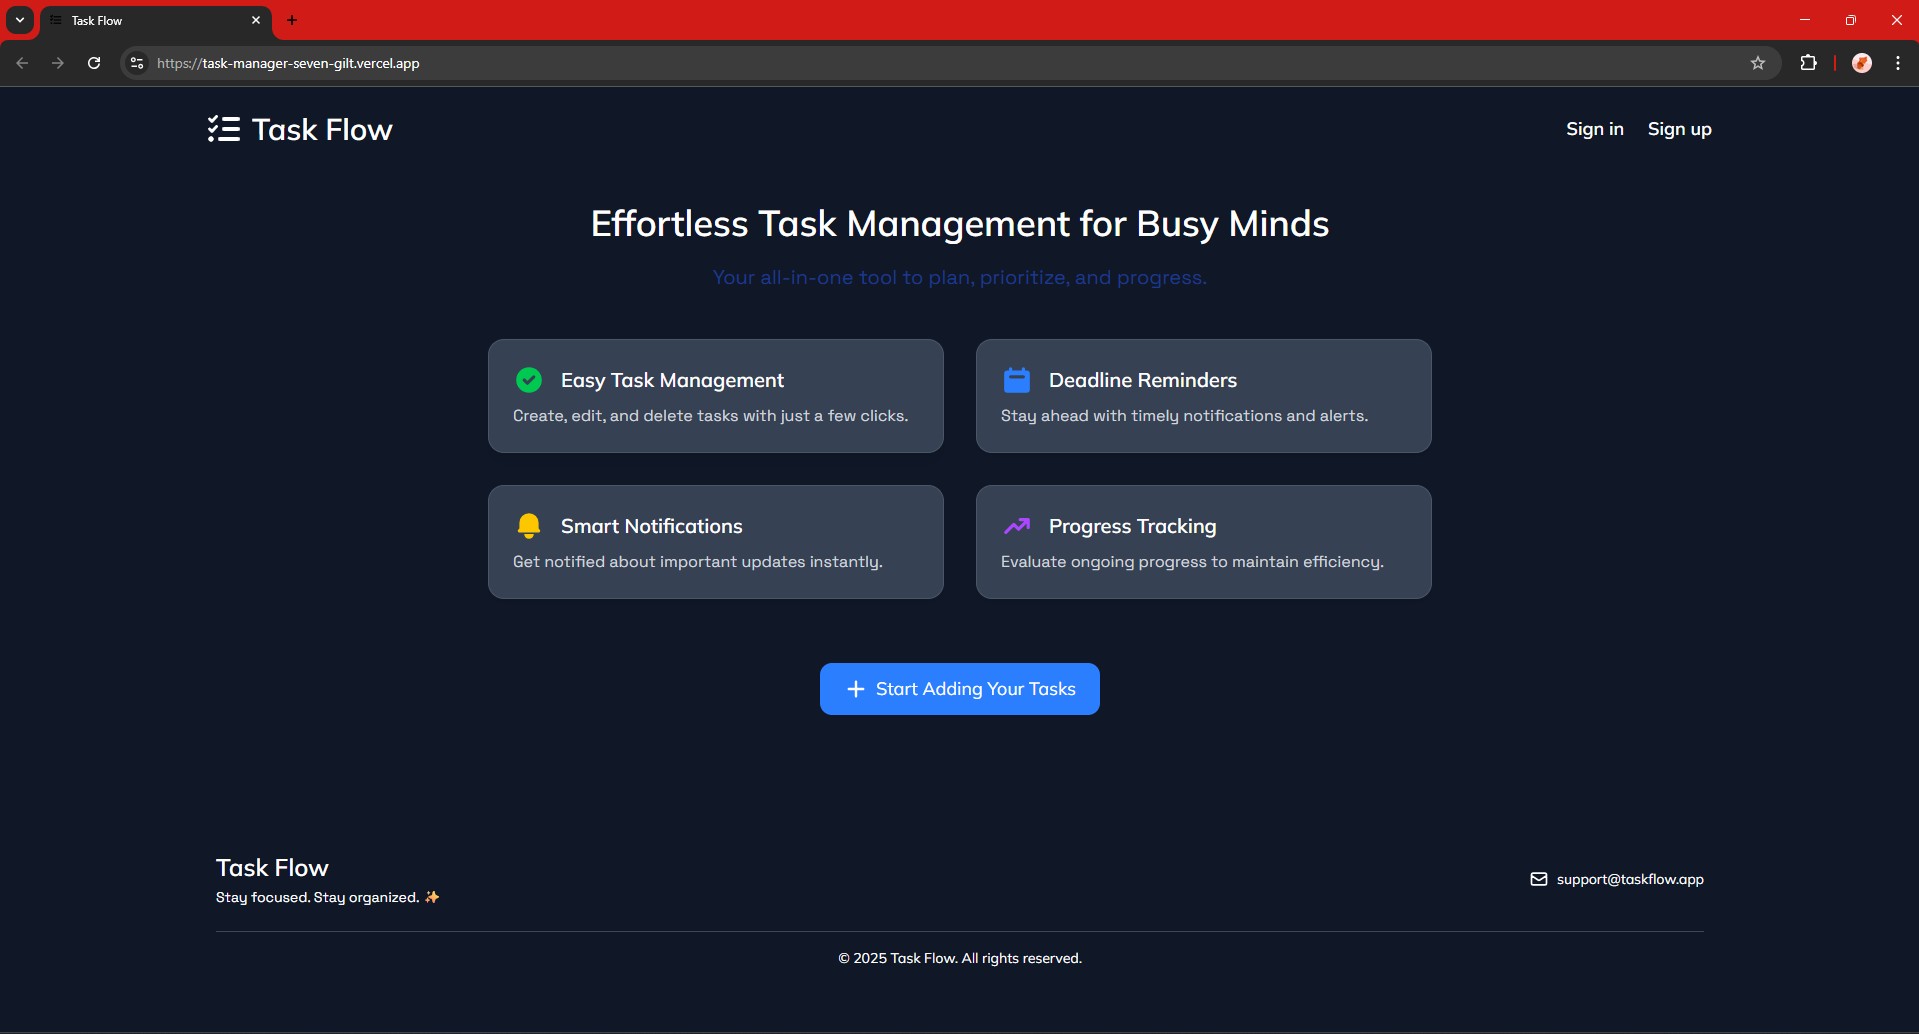 Task Flow
https://task-manager-seven-gilt.vercel.app
Task Flow
Sign in
Sign up
Effortless Task Management for Busy Minds
Your all-in-one tool to plan, prioritize, and progress.
Easy Task Management
Create, edit, and delete tasks with just a few clicks.
Deadline Reminders
Stay ahead with timely notifications and alerts.
Smart Notifications
Get notified about important updates instantly.
Progress Tracking
Evaluate ongoing progress to maintain efficiency.
Start Adding Your Tasks
Task Flow
Stay focused. Stay organized. ✨
support@taskflow.app
© 2025 Task Flow. All rights reserved.